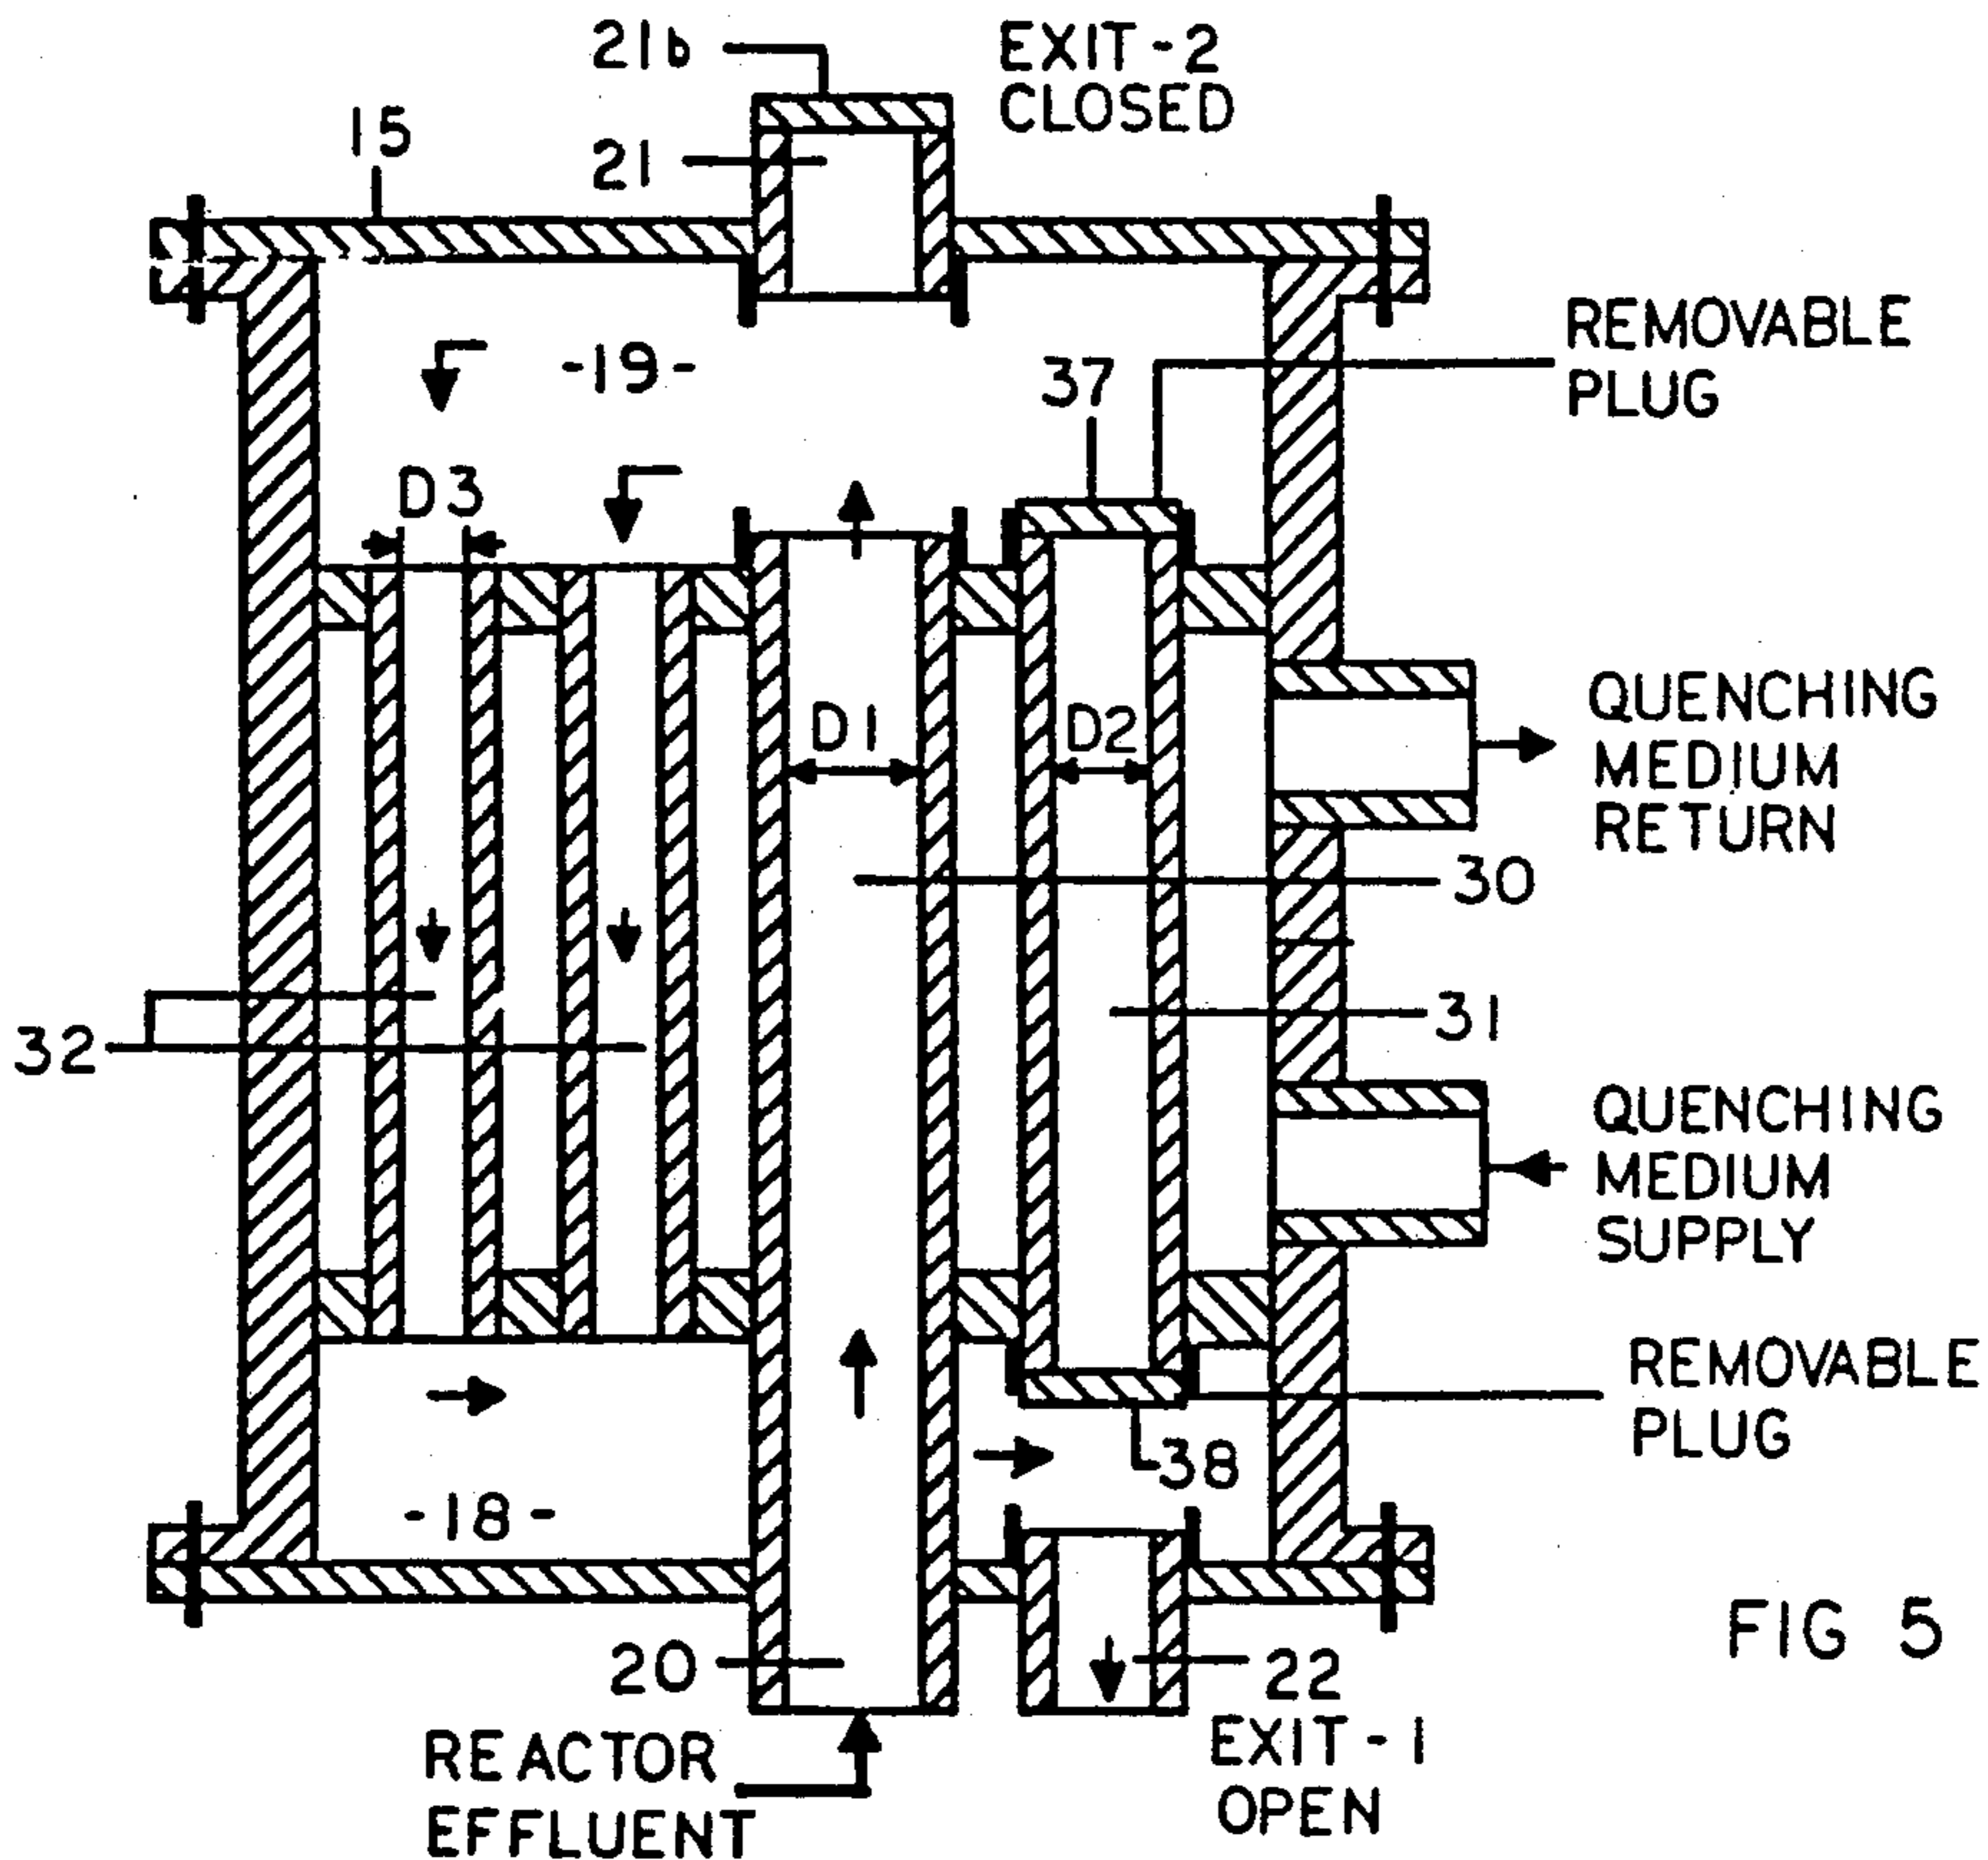 21b
EXIT-2
CLOSED
15
21
REMOVABLE
PLUG
-19-
37
D3
QUENCHING
MEDIUM
RETURN
D1
D2
30
31
32
QUENCHING
MEDIUM
SUPPLY
REMOVABLE
PLUG
38
-18-
FIG 5
20
22
EXIT-1
OPEN
REACTOR
EFFLUENT